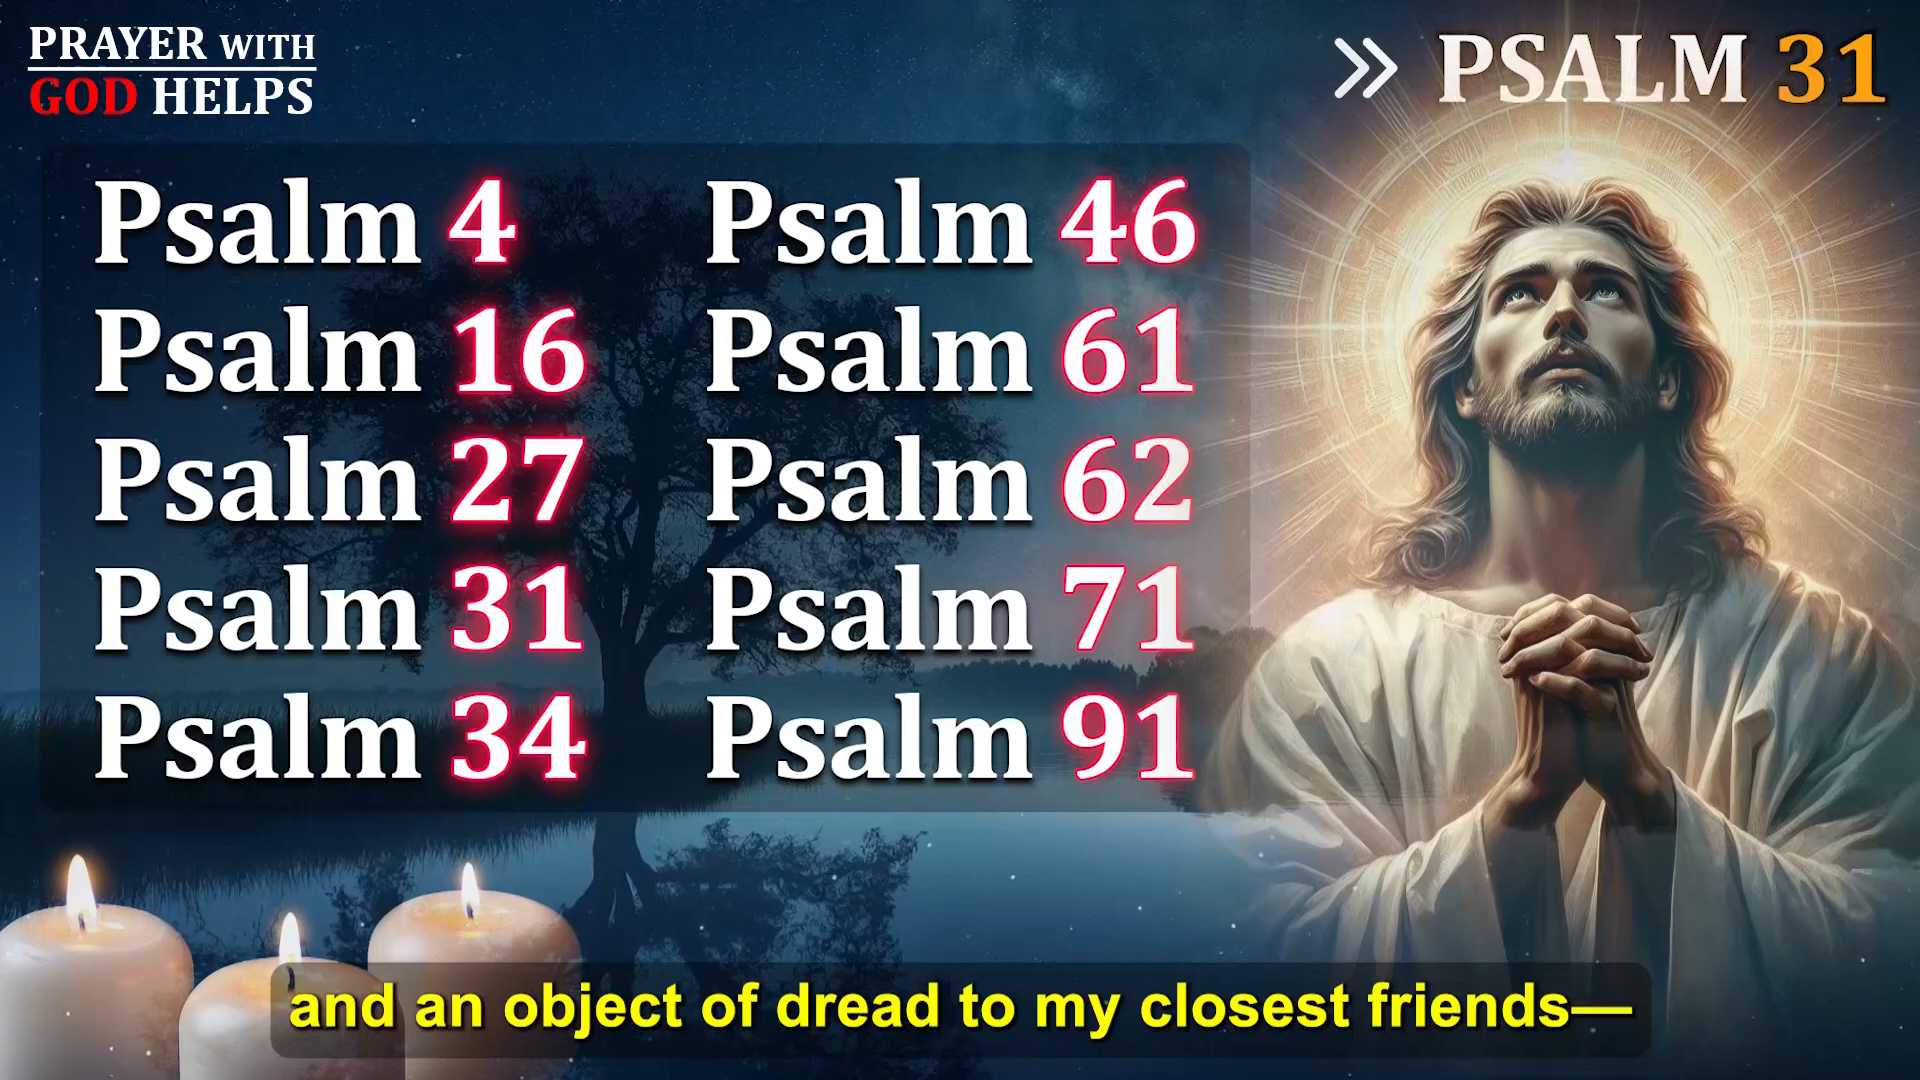 PRAYER WITH
GOD HELPS
PSALM 31
Psalm 4
Psalm 16
Psalm 27
Psalm 31
Psalm 34
Psalm 46
Psalm 61
Psalm 62
Psalm 71
Psalm 91
and an object of dread to my closest friends—